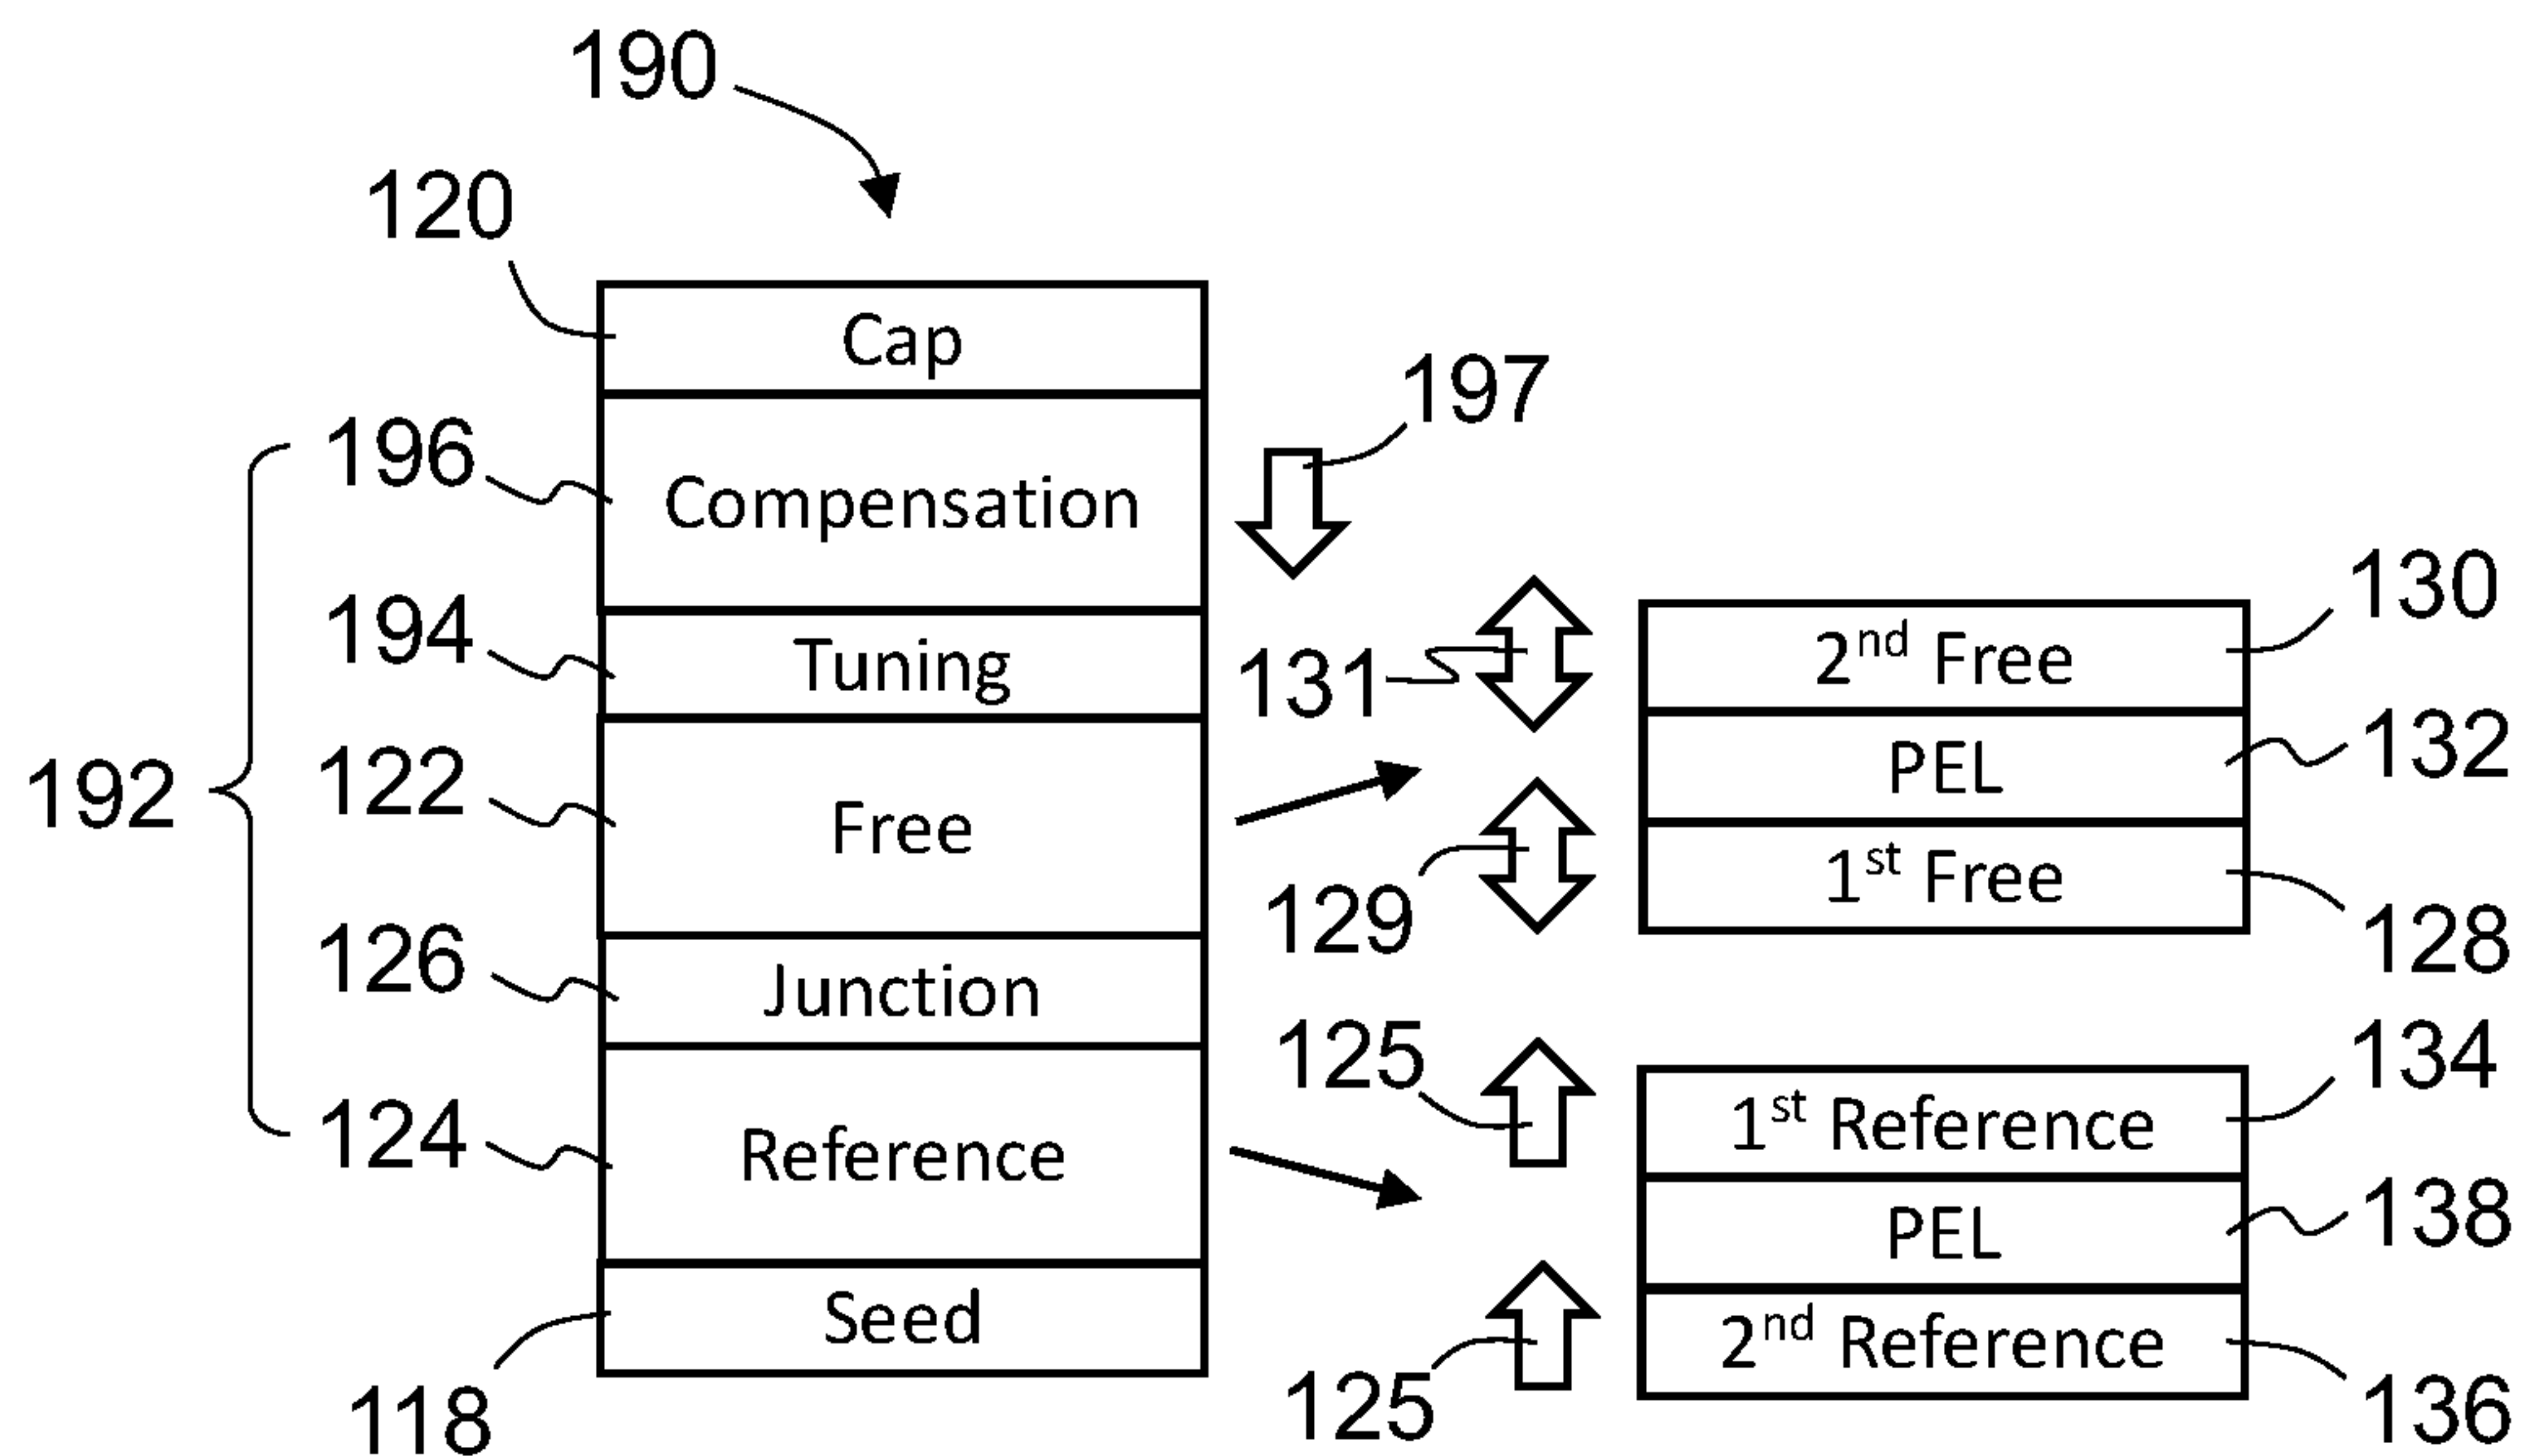 190
120
Cap
197
196
Compensation
130
194
Tuning
131
2nd Free
192
122
Free
PEL
132
129
1st Free
128
126
Junction
125
134
124
Reference
1st Reference
138
PEL
118
Seed
125
2nd Reference
136